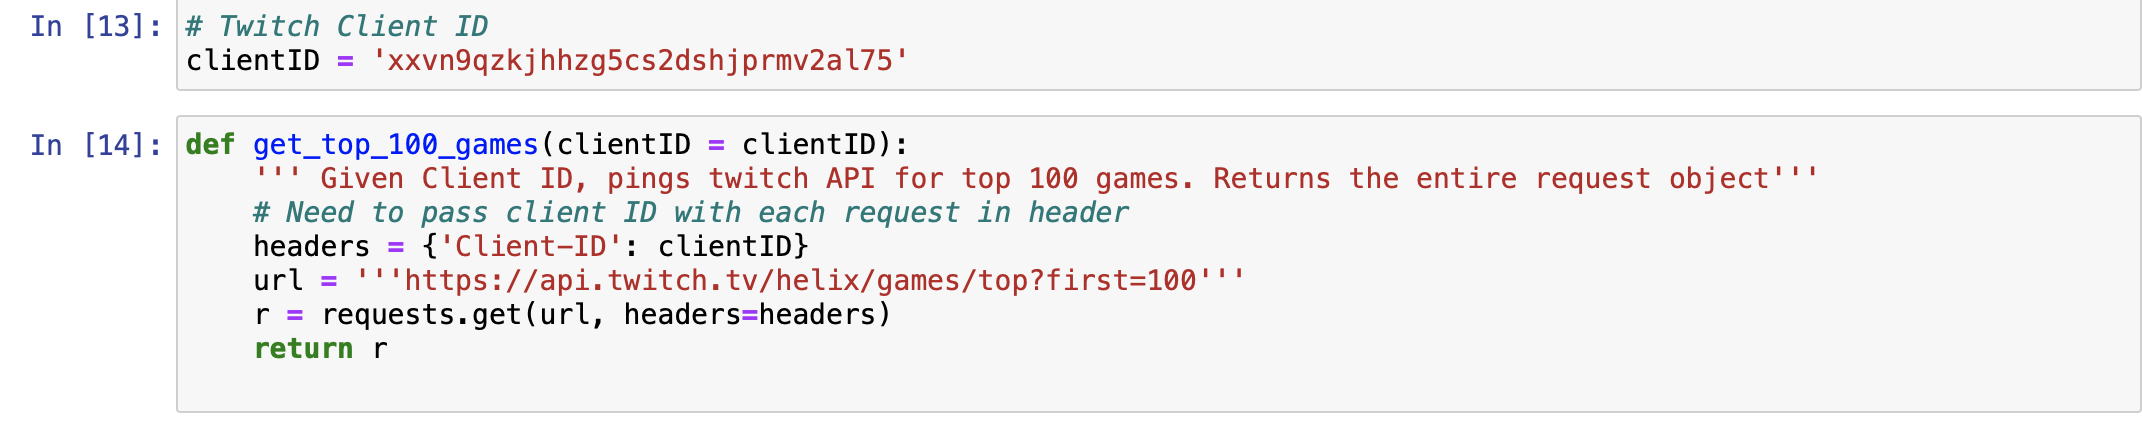 In [13]: # Twitch Client ID
clientID = 'xxvn9qzkjhhzg5cs2dshjprmv2al75'
In [14]: def get_top_100_games(clientID = clientID):
''' Given Client ID, pings twitch API for top 100 games. Returns the entire request object'''
# Need to pass client ID with each request in header
headers = {'Client-ID': clientID}
url = '''https://api.twitch.tv/helix/games/top?first=100'''
r = requests.get(url, headers=headers)
return r